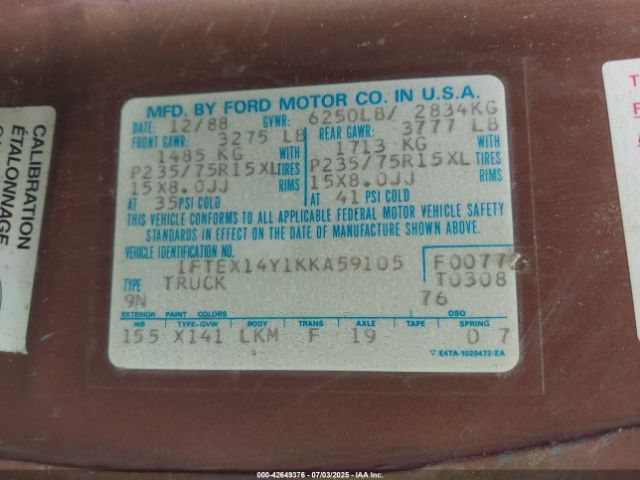 MFD. BY FORD MOTOR CO. IN U.S.A.
DATE: 12/88 GVWR: 6250LB/ 2834KG
FRONT GAWR: 3275 LB REAR GAWR: 3777 LB
1485 KG WITH 1713 KG WITH
P235/75R15XL TIRES P235/75R15XL TIRES
15X8.0JJ RIMS 15X8.0JJ RIMS
AT 35 PSI COLD AT 41 PSI COLD
THIS VEHICLE CONFORMS TO ALL APPLICABLE FEDERAL MOTOR VEHICLE SAFETY
STANDARDS IN EFFECT ON THE DATE OF MANUFACTURE SHOWN ABOVE.
VEHICLE IDENTIFICATION NO.
1FTEX14Y1KKA59105 F0077
TYPE TRUCK T0308
9N 76
EXTERIOR PAINT COLORS DSO
WB TYPE-GVW BODY TRANS AXLE TAPE SPRING
155 X141 LKM F 19 D 7
▽ E4TA-1020472-EA
CALIBRATION
ÉTALONNAGE
000-42649376 - 07/03/2025 - IAA Inc.